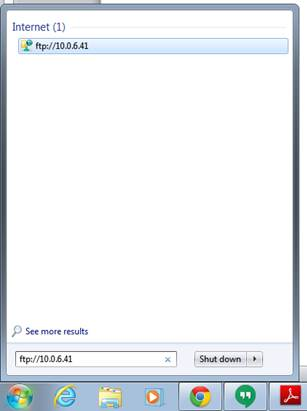 Internet (1)
ftp://10.0.6.41
See more results
ftp://10.0.6.41
Shut down